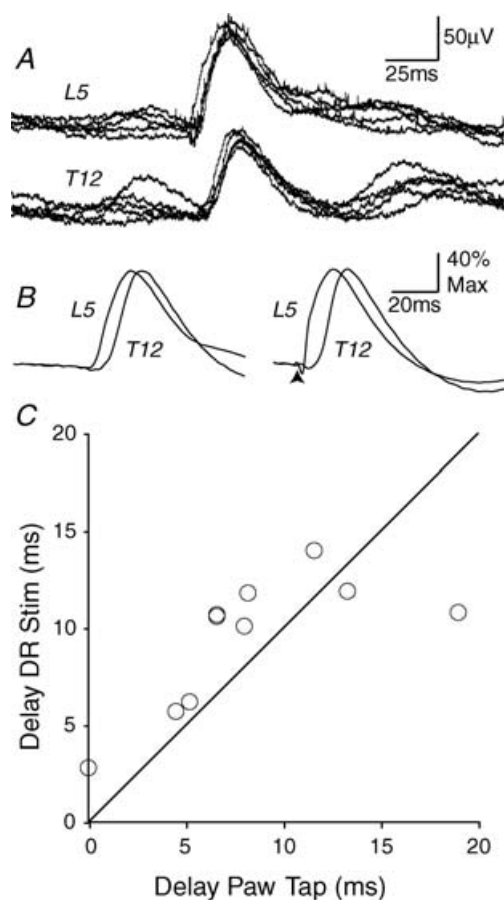 A
50µV
25ms
L5
T12
B
40%
Max
20ms
L5
T12
L5
T12
C
20
15
10
5
0
0
5
10
15
20
Delay DR Stim (ms)
Delay Paw Tap (ms)